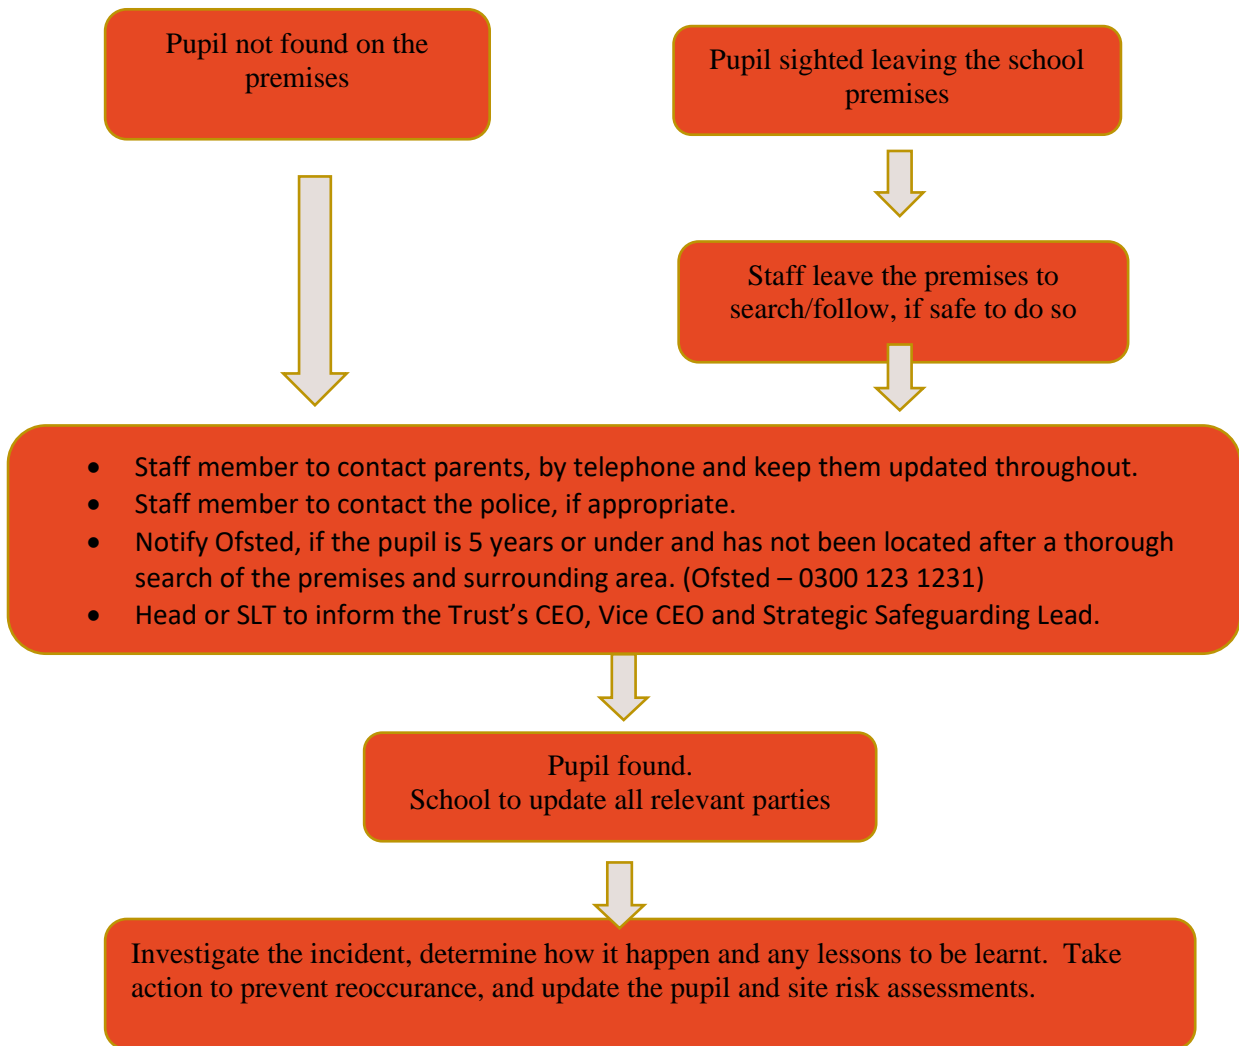 Pupil not found on the
premises
Pupil sighted leaving the school
premises
Staff leave the premises to
search/follow, if safe to do so
• Staff member to contact parents, by telephone and keep them updated throughout.
• Staff member to contact the police, if appropriate.
• Notify Ofsted, if the pupil is 5 years or under and has not been located after a thorough
search of the premises and surrounding area. (Ofsted – 0300 123 1231)
• Head or SLT to inform the Trust’s CEO, Vice CEO and Strategic Safeguarding Lead.
Pupil found.
School to update all relevant parties
Investigate the incident, determine how it happen and any lessons to be learnt.  Take
action to prevent reoccurance, and update the pupil and site risk assessments.